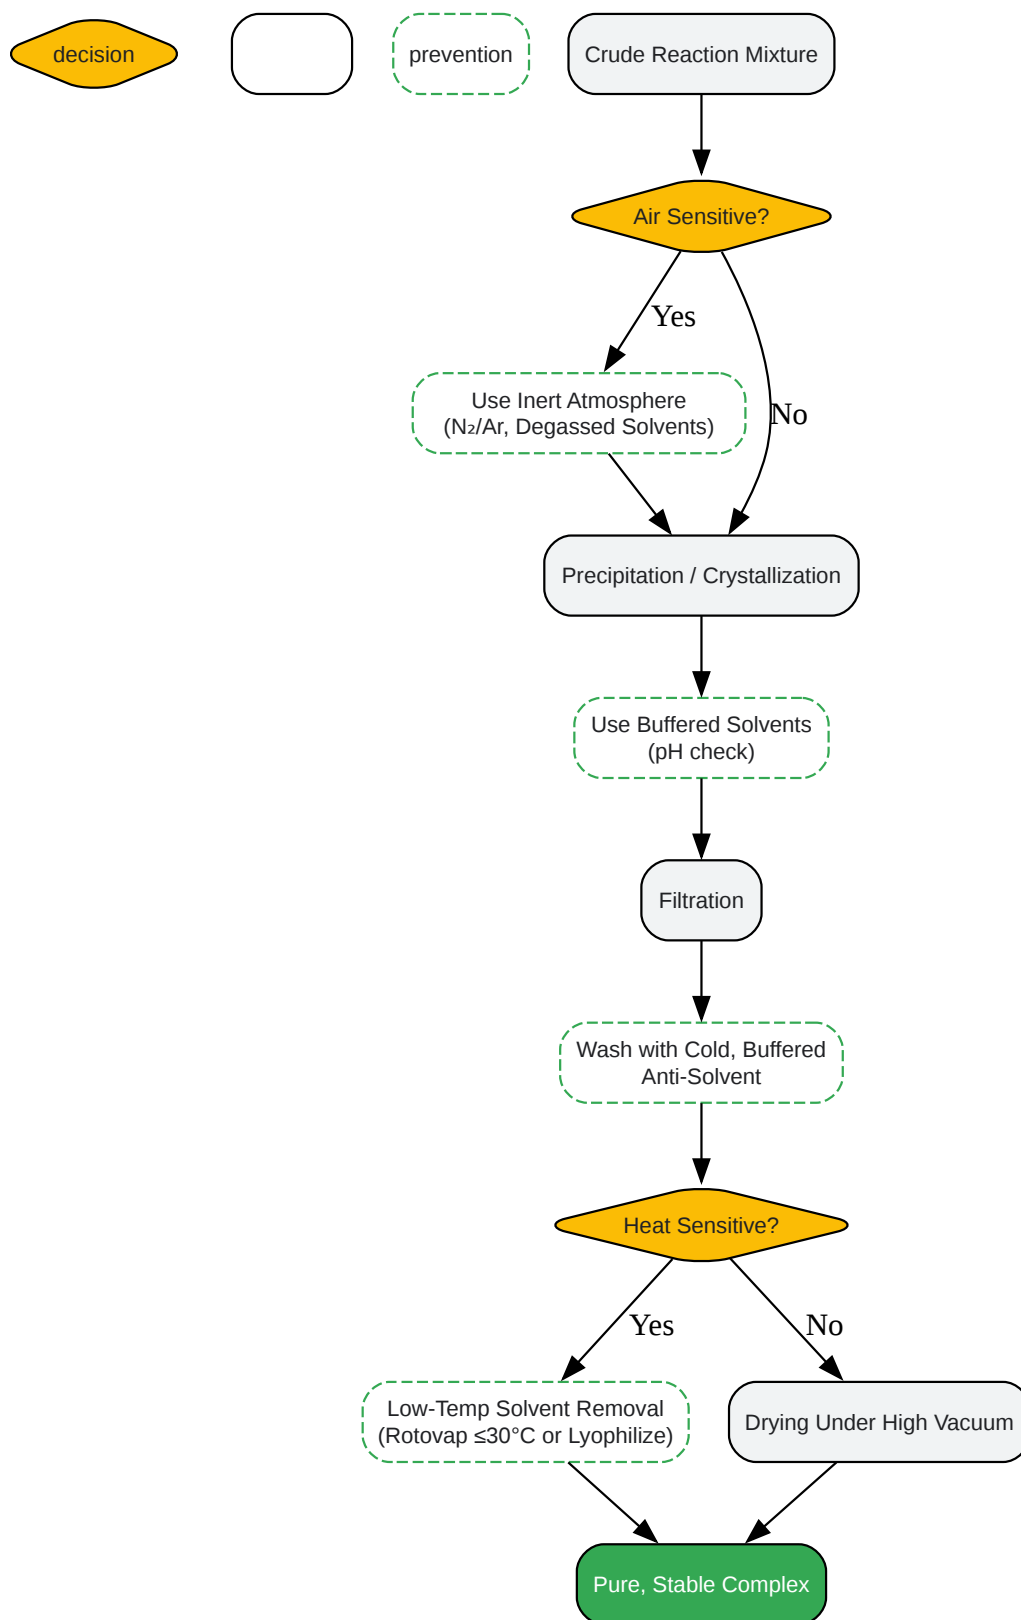 decision
prevention
Crude Reaction Mixture
Air Sensitive?
Yes
Use Inert Atmosphere
(N₂/Ar, Degassed Solvents)
No
Precipitation / Crystallization
Use Buffered Solvents
(pH check)
Filtration
Wash with Cold, Buffered
Anti-Solvent
Heat Sensitive?
Yes
No
Low-Temp Solvent Removal
(Rotovap ≤30°C or Lyophilize)
Drying Under High Vacuum
Pure, Stable Complex